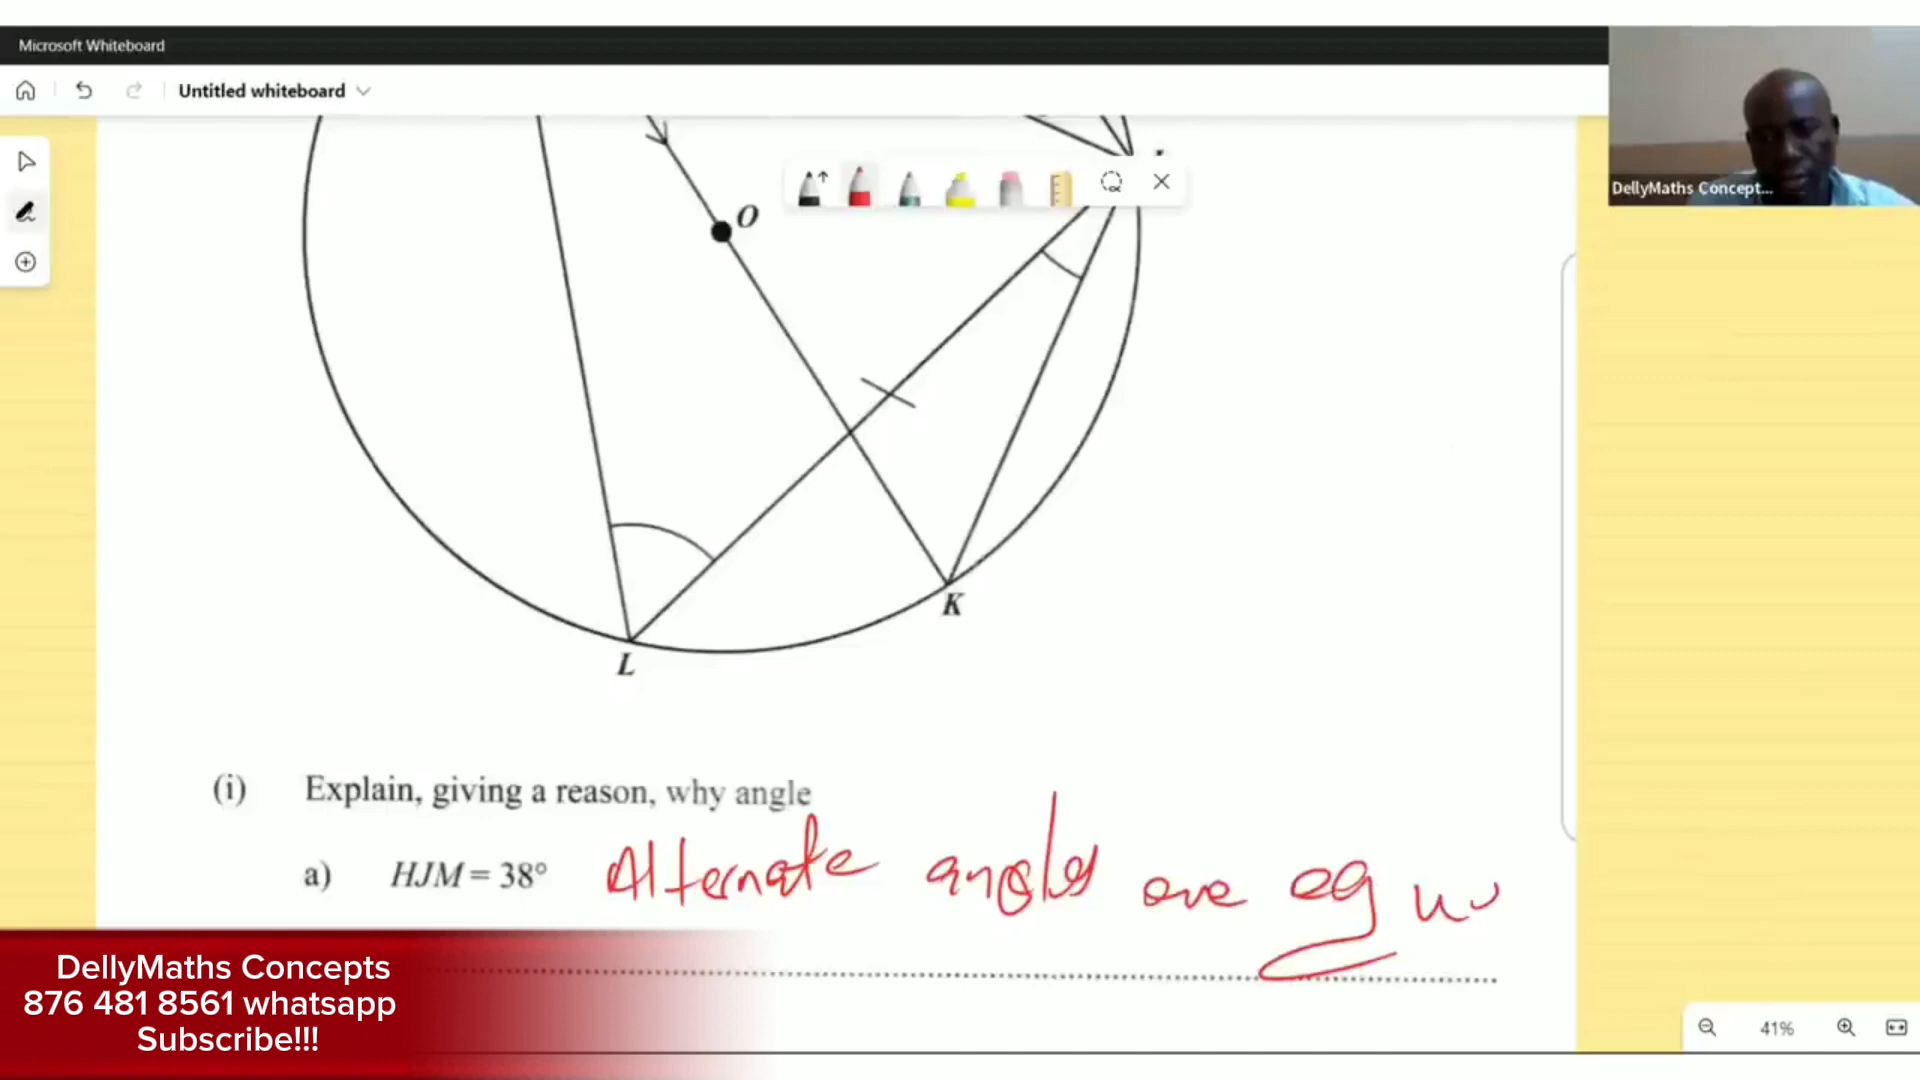 Microsoft Whiteboard
Untitled whiteboard
DellyMaths Concept...
O
K
L
(i) Explain, giving a reason, why angle
a) HJM = 38° Alternate angles are
DellyMaths Concepts
876 481 8561 whatsapp
Subscribe!!!
41%